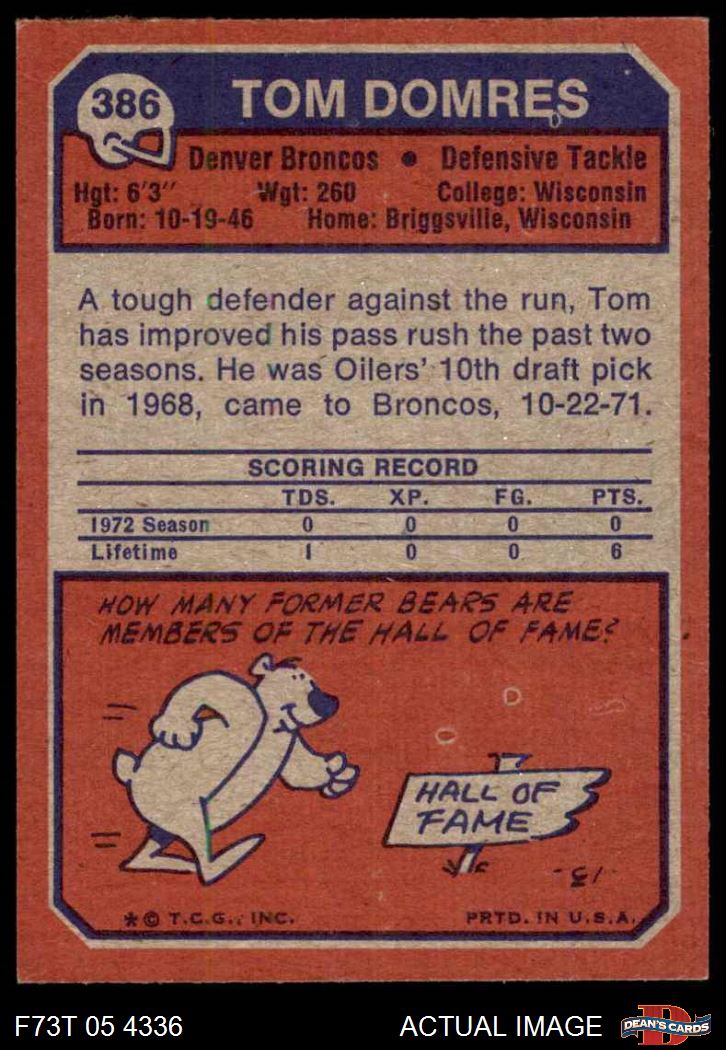 386
TOM DOMRES
Denver Broncos • Defensive Tackle
Hgt: 6'3" Wgt: 260 College: Wisconsin
Born: 10-19-46 Home: Briggsville, Wisconsin
A tough defender against the run, Tom
has improved his pass rush the past two
seasons. He was Oilers' 10th draft pick
in 1968, came to Broncos, 10-22-71.
SCORING RECORD
TDS. XP. FG. PTS.
1972 Season 0 0 0 0
Lifetime 1 0 0 6
HOW MANY FORMER BEARS ARE
MEMBERS OF THE HALL OF FAME?
HALL OF
FAME
* © T.C.G., INC. PRTD. IN U.S.A.
F73T 05 4336 ACTUAL IMAGE
D
DEAN'S CARDS